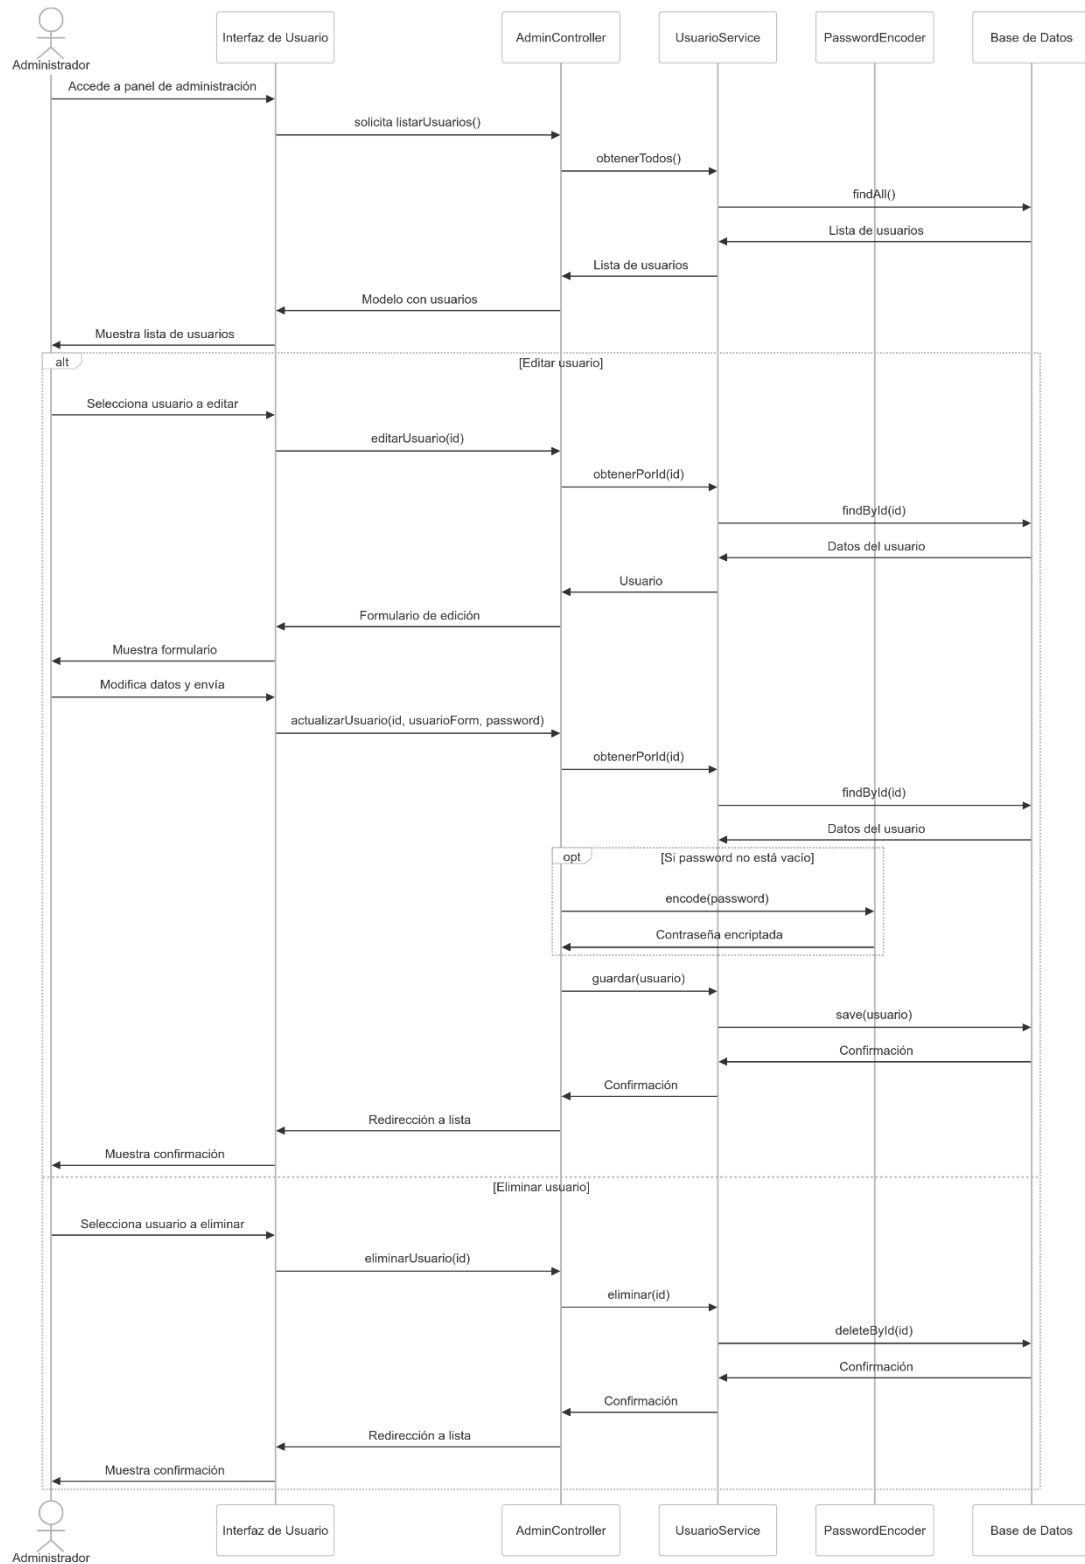 Administrador
Interfaz de Usuario
AdminController
UsuarioService
PasswordEncoder
Base de Datos
Accede a panel de administración
solicita listarUsuarios()
obtenerTodos()
findAll()
Lista de usuarios
Lista de usuarios
Modelo con usuarios
Muestra lista de usuarios
alt
[Editar usuario]
Selecciona usuario a editar
editarUsuario(id)
obtenerPorId(id)
findById(id)
Datos del usuario
Usuario
Formulario de edición
Muestra formulario
Modifica datos y envía
actualizarUsuario(id, usuarioForm, password)
obtenerPorId(id)
findById(id)
Datos del usuario
opt
[Si password no está vacío]
encode(password)
Contraseña encriptada
guardar(usuario)
save(usuario)
Confirmación
Confirmación
Redirección a lista
Muestra confirmación
[Eliminar usuario]
Selecciona usuario a eliminar
eliminarUsuario(id)
eliminar(id)
deleteById(id)
Confirmación
Confirmación
Redirección a lista
Muestra confirmación
Administrador
Interfaz de Usuario
AdminController
UsuarioService
PasswordEncoder
Base de Datos